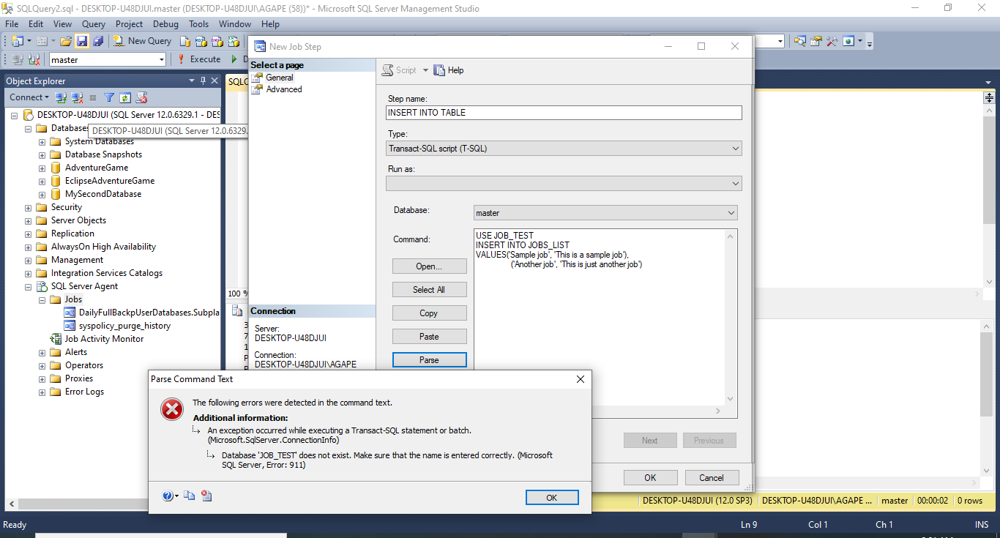 SQLQuery2.sql - DESKTOP-U48DJUI.master (DESKTOP-U48DJUI\AGAPE (58))* - Microsoft SQL Server Management Studio
File Edit View Query Project Debug Tools Window Help
New Query
master
Execute
Object Explorer
Connect
DESKTOP-U48DJUI (SQL Server 12.0.6329.1 - DES
Databases
DESKTOP-U48DJUI (SQL Server 12.0.6329.
System Databases
Database Snapshots
AdventureGame
EclipseAdventureGame
MySecondDatabase
Security
Server Objects
Replication
AlwaysOn High Availability
Management
Integration Services Catalogs
SQL Server Agent
Jobs
DailyFullBackpUserDatabases.Subpla
syspolicy_purge_history
Job Activity Monitor
Alerts
Operators
Proxies
Error Logs
100 %
New Job Step
Select a page
General
Advanced
Script Help
Step name:
INSERT INTO TABLE
Type:
Transact-SQL script (T-SQL)
Run as:
Database:
master
Command:
USE JOB_TEST
INSERT INTO JOBS_LIST
VALUES('Sample job', 'This is a sample job'),
('Another job', 'This is just another job')
Open...
Select All
Copy
Paste
Parse
Connection
Server:
DESKTOP-U48DJUI
Connection:
DESKTOP-U48DJUI\AGAPE
Next Previous
OK Cancel
Parse Command Text
The following errors were detected in the command text.
Additional information:
An exception occurred while executing a Transact-SQL statement or batch.
(Microsoft.SqlServer.ConnectionInfo)
Database 'JOB_TEST' does not exist. Make sure that the name is entered correctly. (Microsoft
SQL Server, Error: 911)
OK
DESKTOP-U48DJUI (12.0 SP3) DESKTOP-U48DJUI\AGAPE ... master 00:00:02 0 rows
Ready Ln 9 Col 1 Ch 1 INS